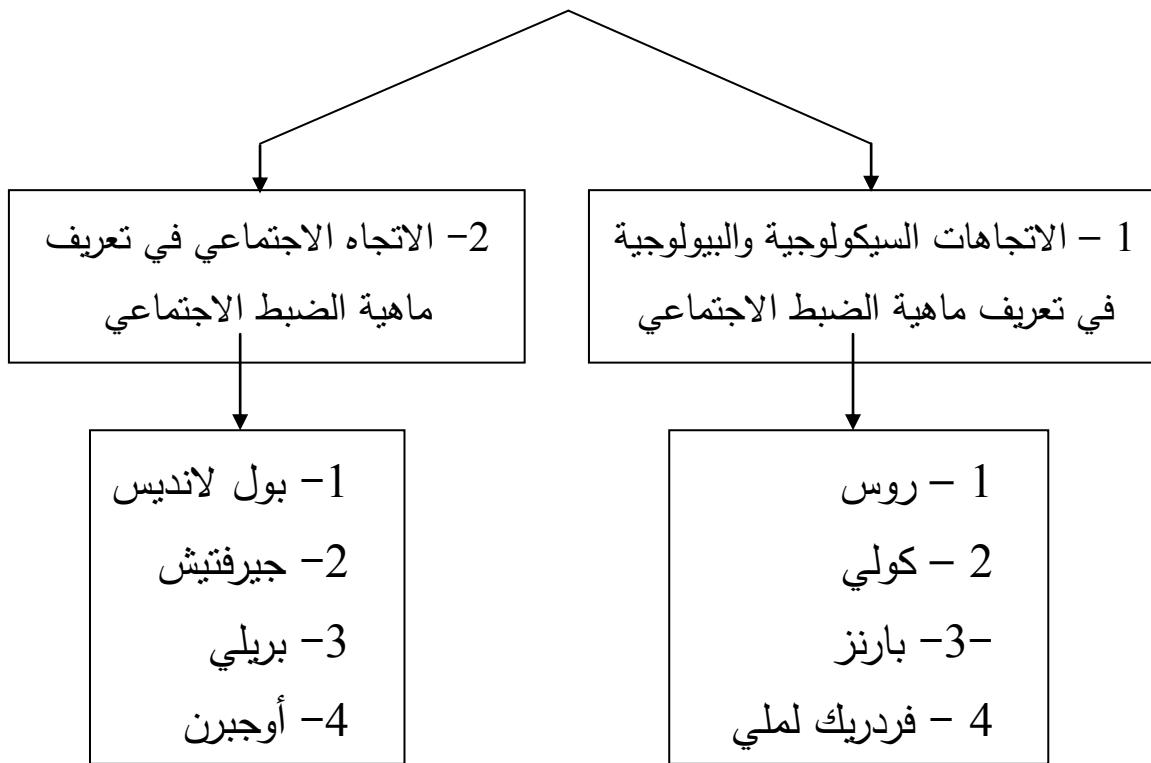 1 – الاتجاهات السيكولوجية والبيولوجية
في تعريف ماهية الضبط الاجتماعي
2- الاتجاه الاجتماعي في تعريف
ماهية الضبط الاجتماعي
1 – روس
2 – كولي
-3- بارنز
4 – فردريك لملي
1- بول لانديس
2- جيرفتيش
3- بريلي
4- أوجبرن